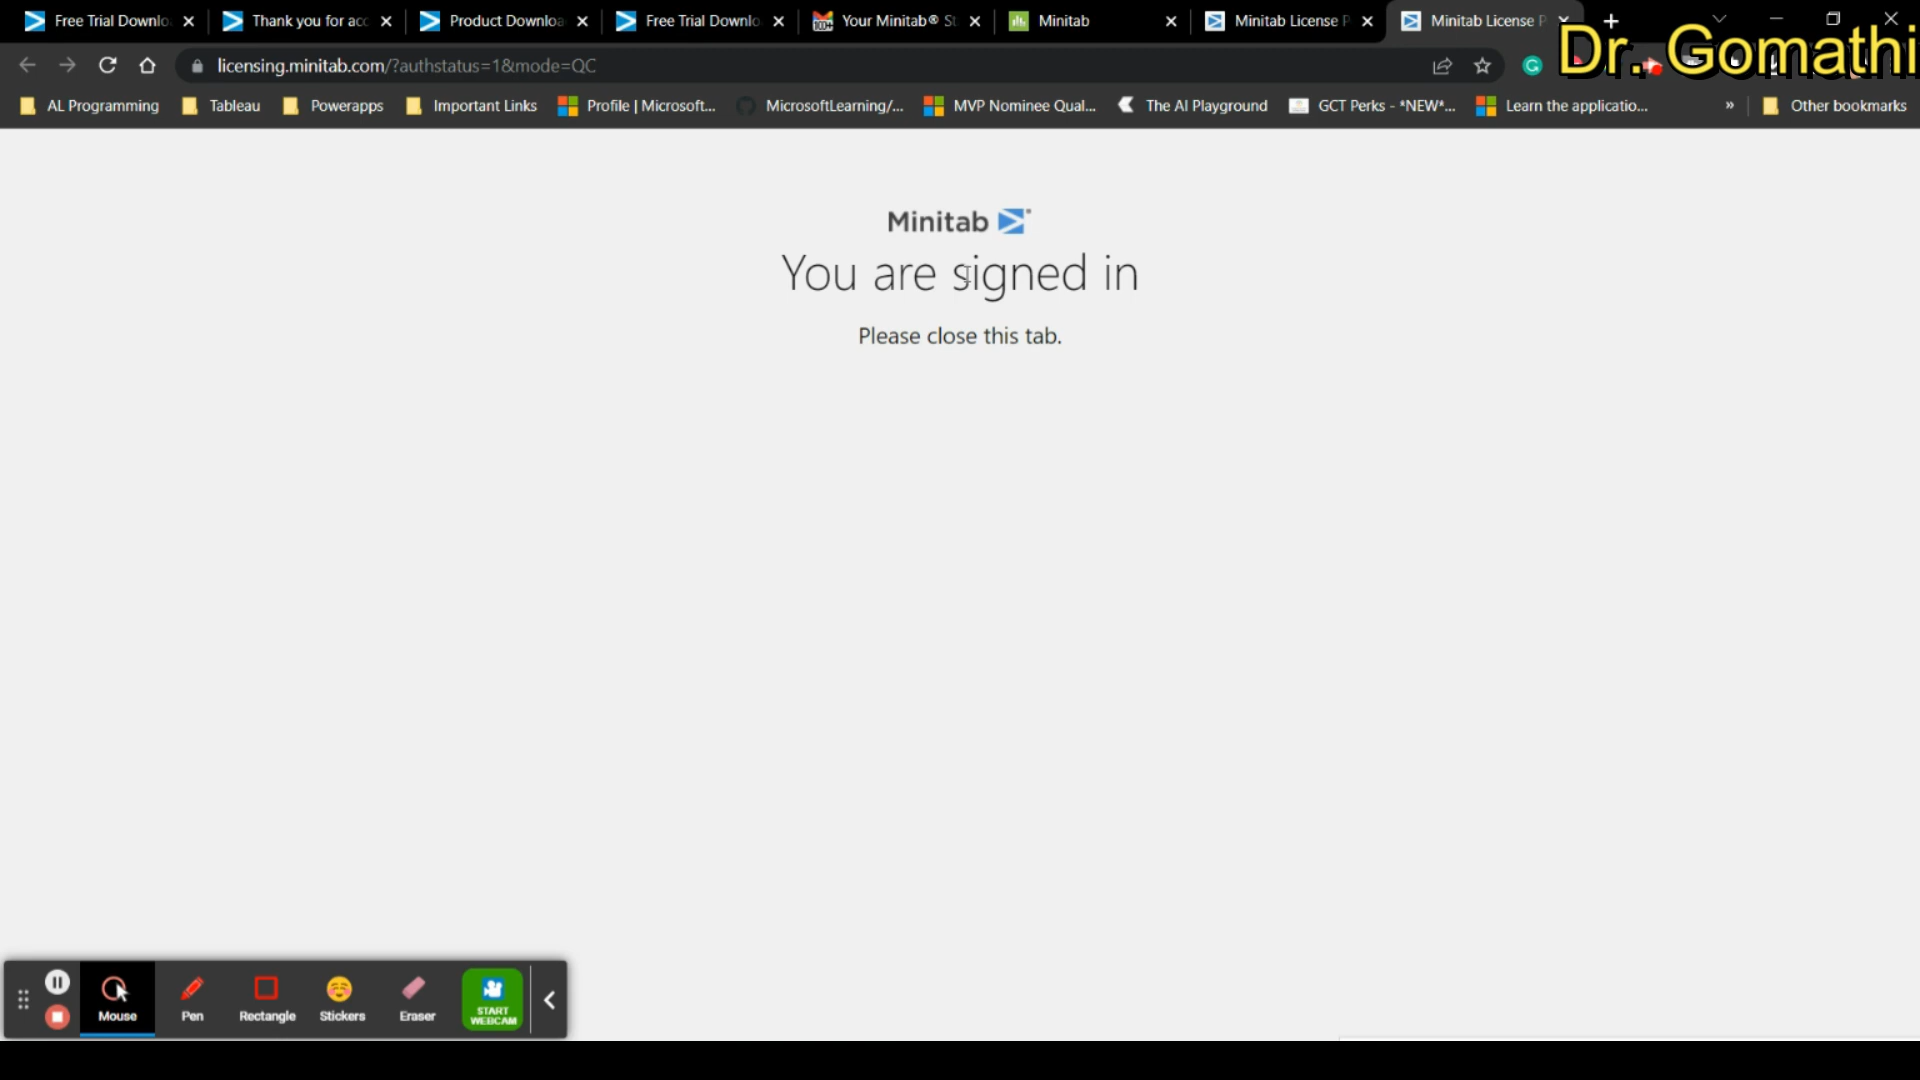 Free Trial Downlo
Thank you for acc
Product Downloa
Free Trial Downlo
Your Minitab® St
Minitab
Minitab License P
Minitab License P
Dr. Gomathi
licensing.minitab.com/?authstatus=1&mode=QC
AL Programming
Tableau
Powerapps
Important Links
Profile | Microsoft...
MicrosoftLearning/...
MVP Nominee Qual...
The AI Playground
GCT Perks - *NEW*...
Learn the applicatio...
»
Other bookmarks
Minitab
You are signed in
Please close this tab.
Mouse
Pen
Rectangle
Stickers
Eraser
START
WEBCAM